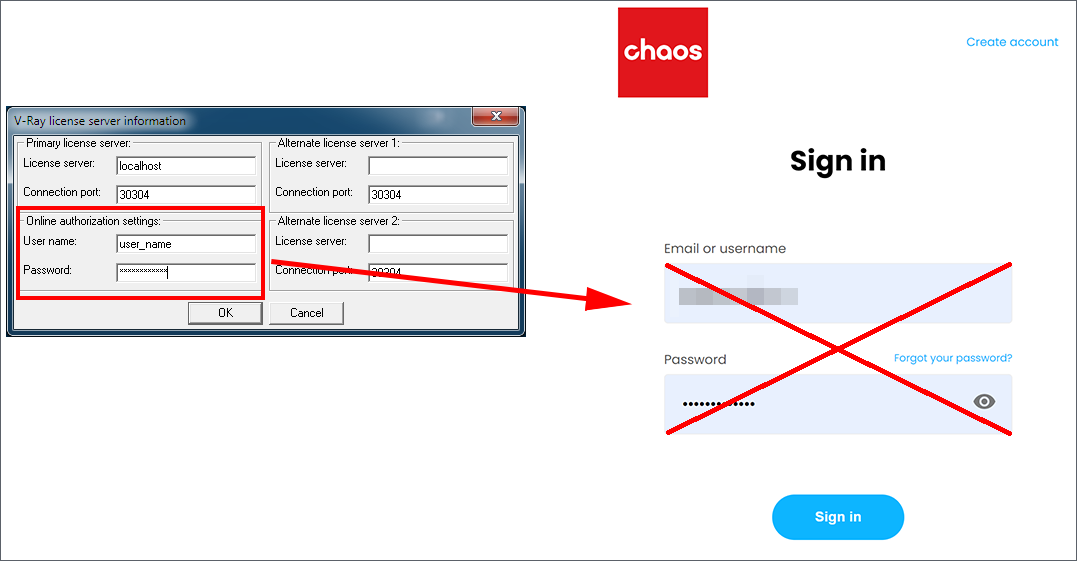 V-Ray license server information
Primary license server:
License server:
localhost
Connection port:
30304
Online authorization settings:
User name:
user_name
Password:
xxxxxxxxxxxx
Alternate license server 1:
License server:
Connection port:
30304
Alternate license server 2:
License server:
Connection port:
30304
OK
Cancel
chaos
Create account
Sign in
Email or username
Password
Forgot your password?
•••••••••••••
Sign in